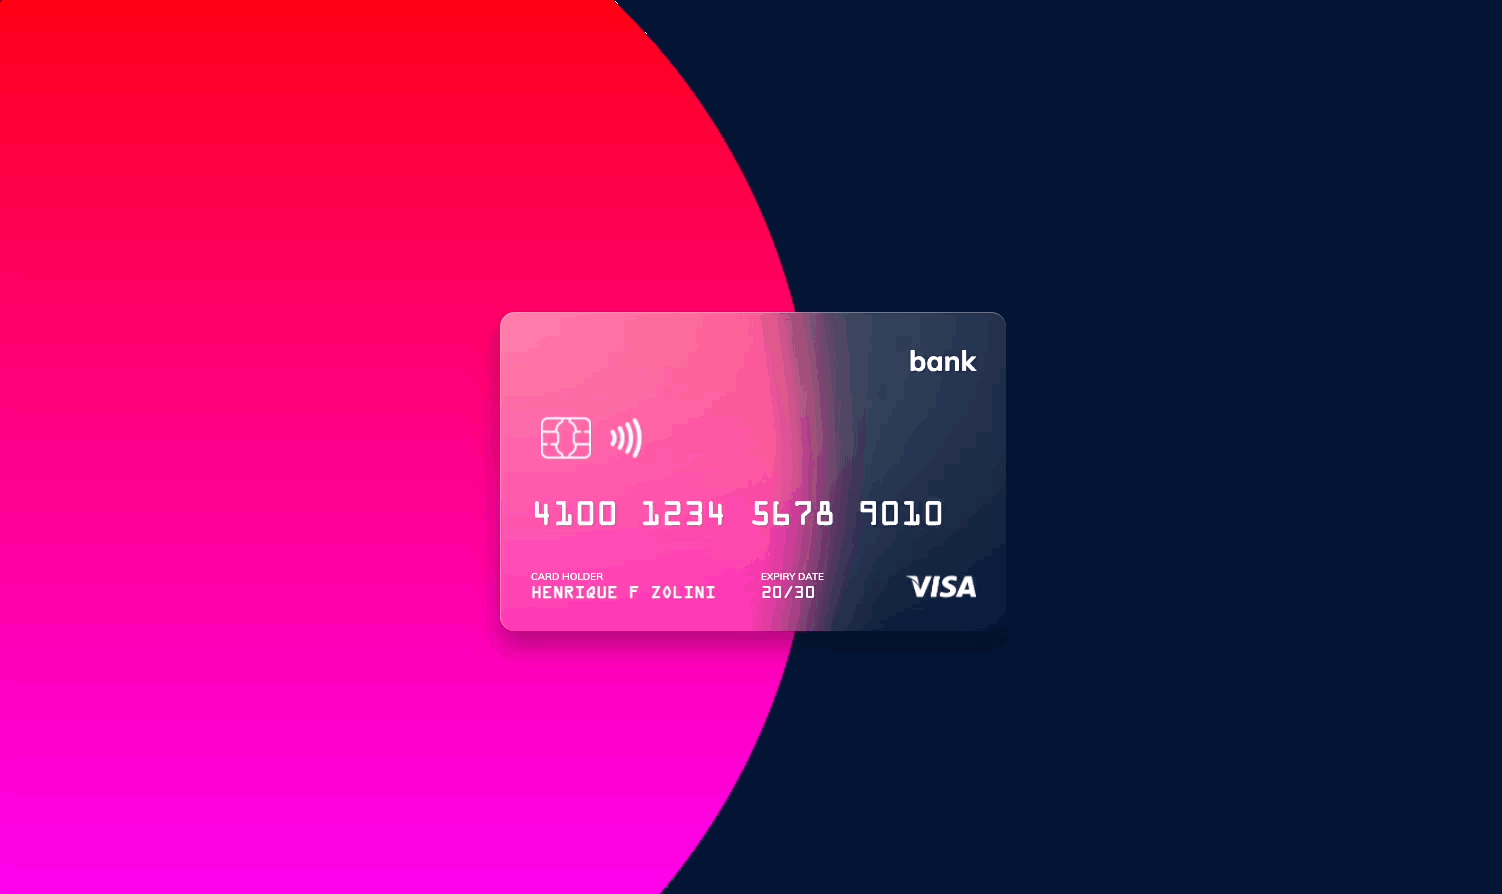 bank
4100 1234 5678 9010
CARD HOLDER
HENRIQUE F ZOLINI
EXPIRY DATE
20/30
VISA